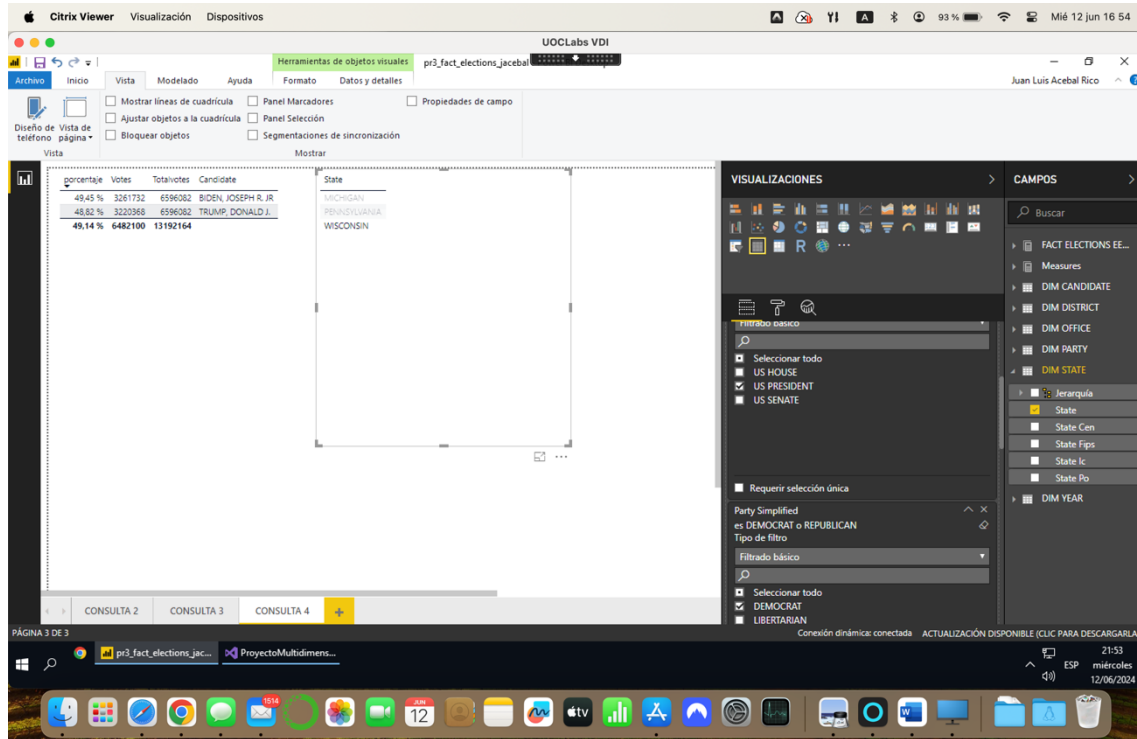 Citrix Viewer Visualización Dispositivos
A 93 % Mié 12 jun 16 54
UOCLabs VDI
Herramientas de objetos visuales pr3_fact_elections_jacebal
Archivo Inicio Vista Modelado Ayuda Formato Datos y detalles Juan Luis Acebal Rico
Mostrar líneas de cuadrícula Panel Marcadores Propiedades de campo
Ajustar objetos a la cuadrícula Panel Selección
Bloquear objetos Segmentaciones de sincronización
Diseño de teléfono Vista de página
Vista Mostrar
porcentaje Votes Totalvotes Candidate
49,45 % 3261732 6596082 BIDEN, JOSEPH R. JR
48,82 % 3220368 6596082 TRUMP, DONALD J.
49,14 % 6482100 13192164
State
MICHIGAN
PENNSYLVANIA
WISCONSIN
VISUALIZACIONES
R
Filtrado básico
Seleccionar todo
US HOUSE
US PRESIDENT
US SENATE
Requerir selección única
Party Simplified
es DEMOCRAT o REPUBLICAN
Tipo de filtro
Filtrado básico
Seleccionar todo
DEMOCRAT
LIBERTARIAN
CAMPOS
Buscar
FACT ELECTIONS EE...
Measures
DIM CANDIDATE
DIM DISTRICT
DIM OFFICE
DIM PARTY
DIM STATE
Jerarquía
State
State Cen
State Fips
State Ic
State Po
DIM YEAR
CONSULTA 2 CONSULTA 3 CONSULTA 4
PÁGINA 3 DE 3 Conexión dinámica: conectada ACTUALIZACIÓN DISPONIBLE (CLIC PARA DESCARGARLA
pr3_fact_elections_jac... ProyectoMultidimens...
ESP
21:53
miércoles
12/06/2024
1514
JUN
12
tv
W